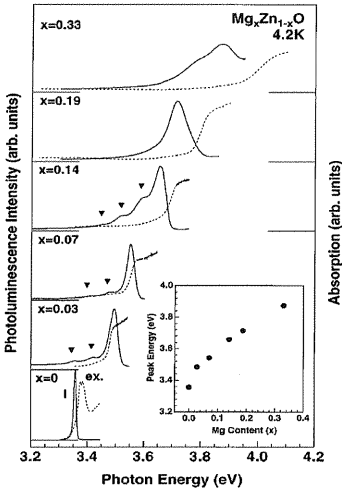 x=0.33
MgxZn1-xO
4.2K
x=0.19
x=0.14
x=0.07
x=0.03
x=0
I
ex.
Photoluminescence Intensity (arb. units)
Absorption (arb. units)
3.2 3.4 3.6 3.8 4.0 4.2
Photon Energy (eV)
4.0
3.8
3.6
3.4
3.2
Peak Energy (eV)
0.0 0.1 0.2 0.3 0.4
Mg Content (x)